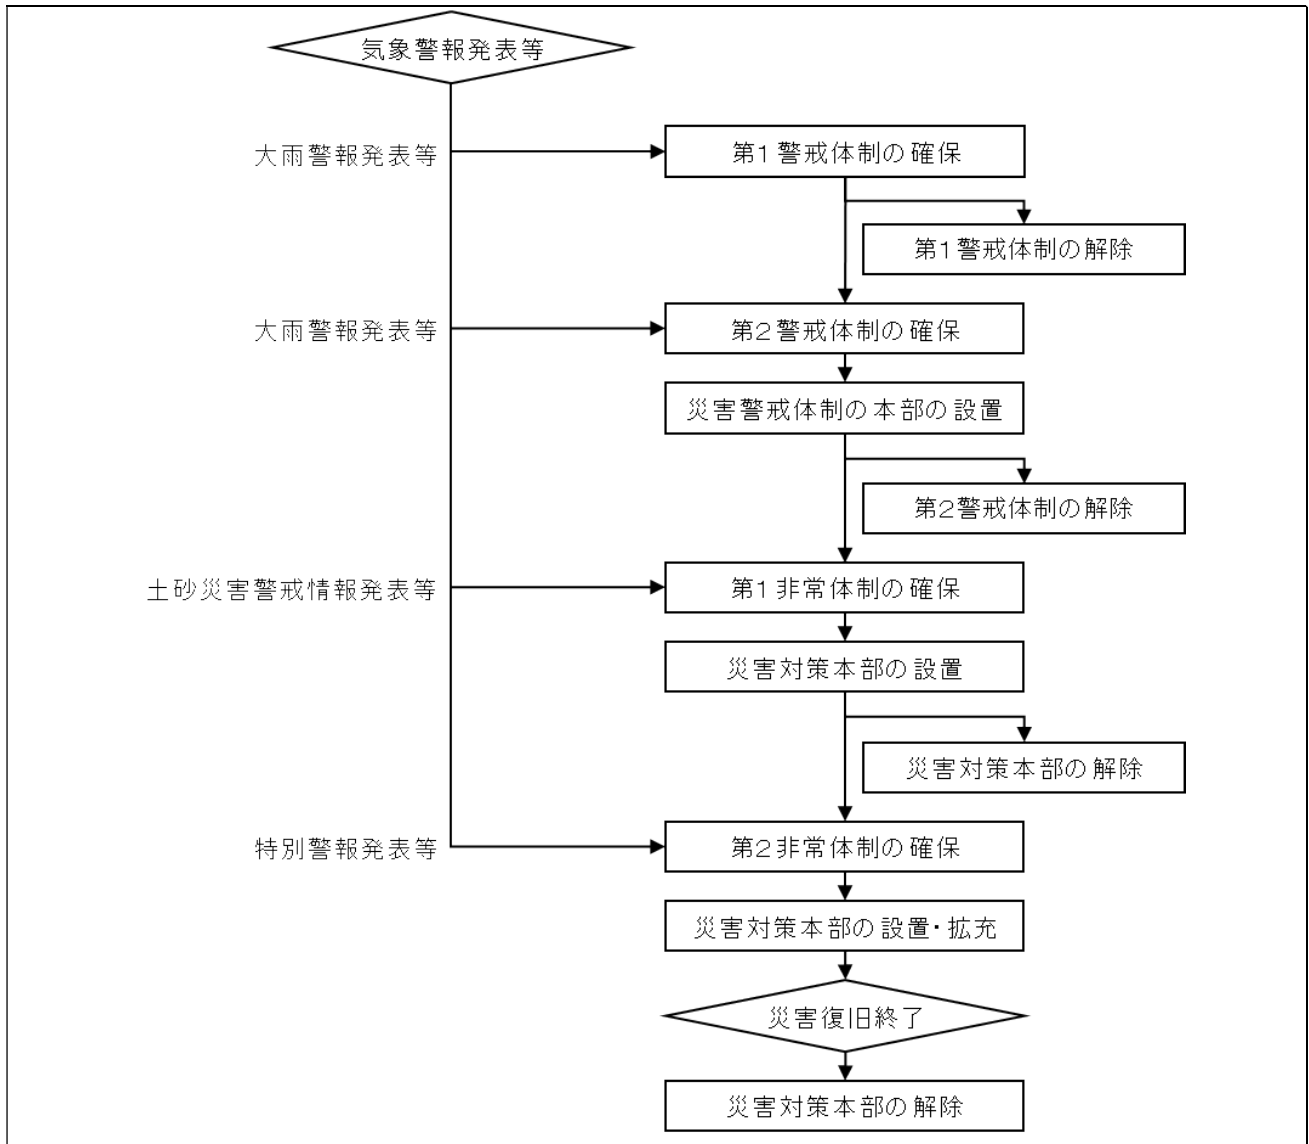 気象警報発表等
大雨警報発表等
第1警戒体制の確保
第1警戒体制の解除
大雨警報発表等
第2警戒体制の確保
災害警戒体制の本部の設置
第2警戒体制の解除
土砂災害警戒情報発表等
第1非常体制の確保
災害対策本部の設置
災害対策本部の解除
特別警報発表等
第2非常体制の確保
災害対策本部の設置・拡充
災害復旧終了
災害対策本部の解除